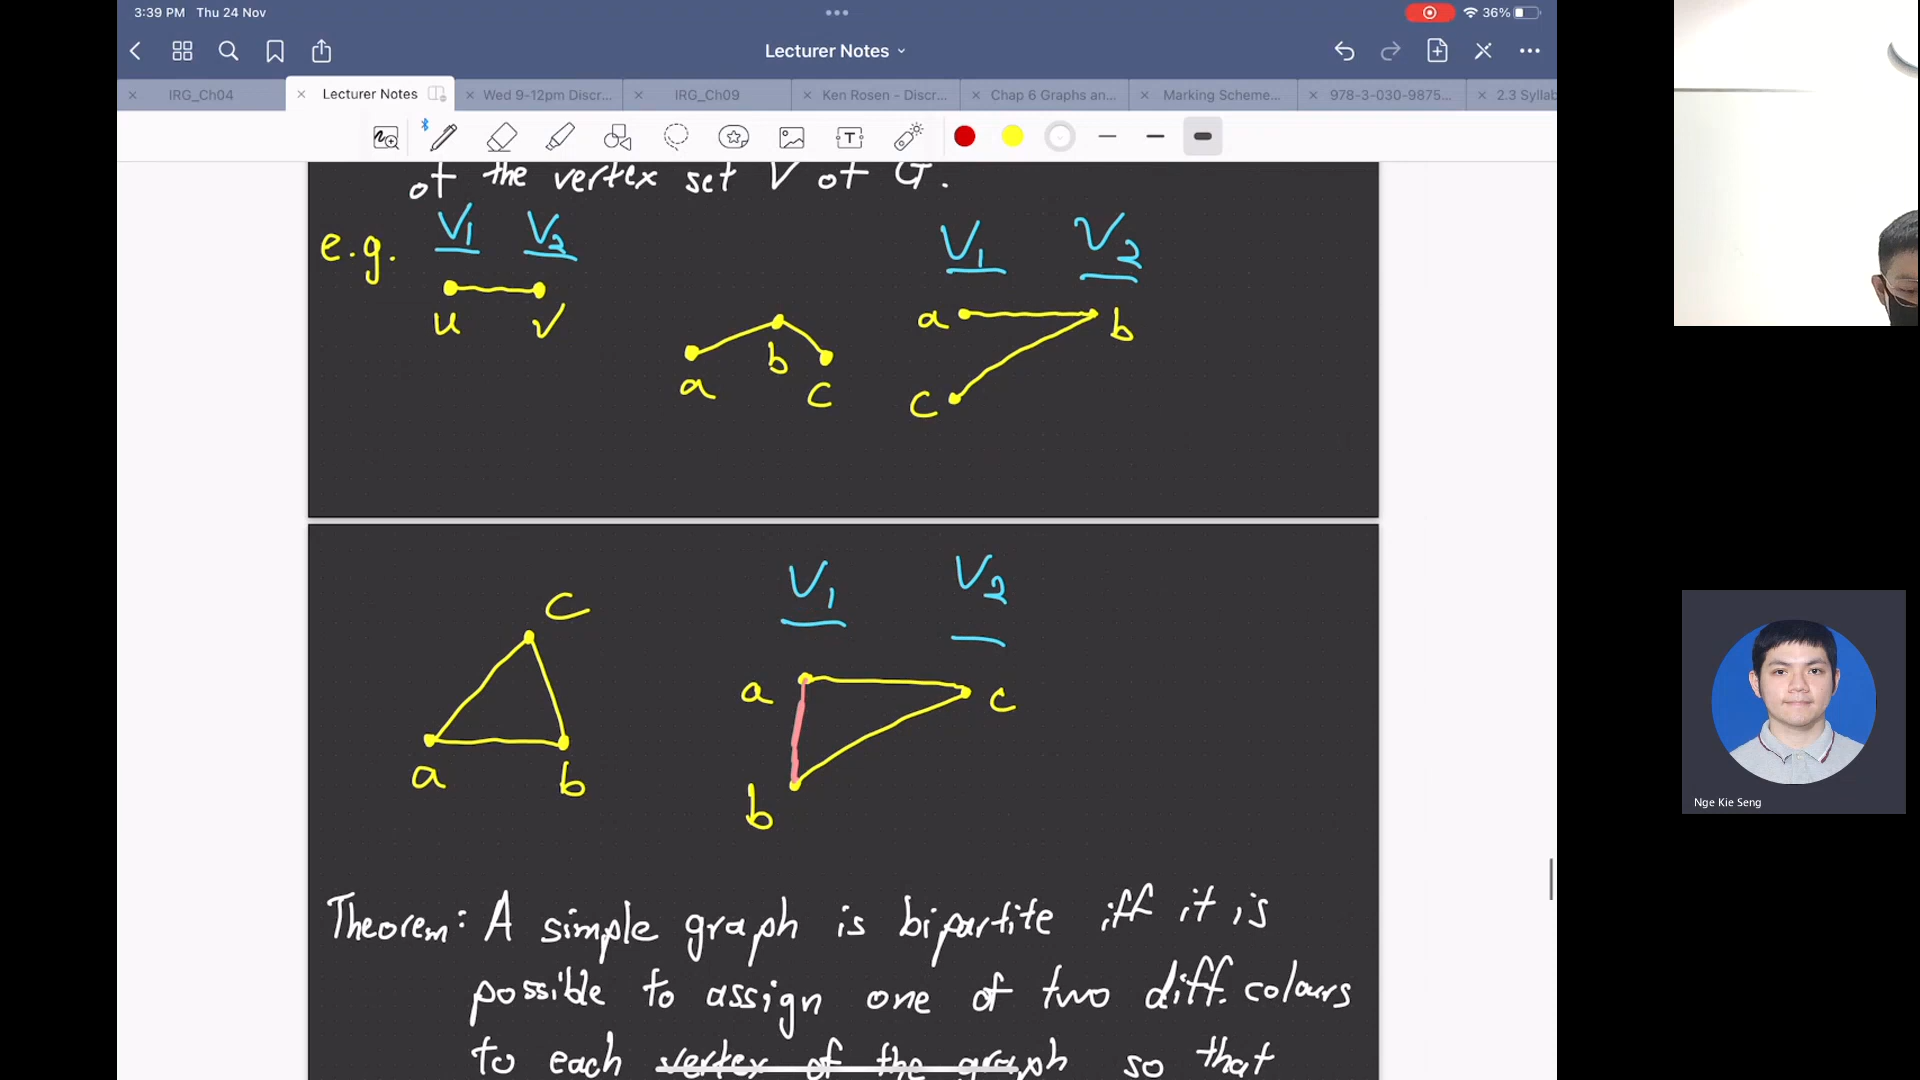 3:39 PM Thu 24 Nov
36%
Lecturer Notes
IRG_Ch04
Lecturer Notes
Wed 9-12pm Discr...
IRG_Ch09
Ken Rosen - Discr...
Chap 6 Graphs an...
Marking Scheme...
978-3-030-9875...
2.3 Syllab
of the vertex set V of G.
e.g. V1 V2
V1 V2
u v
a b c
a b
c
c
V1 V2
a b
a c
b
Theorem: A simple graph is bipartite iff it is
possible to assign one of two diff. colours
to each vertex of the graph so that
Nge Kie Seng